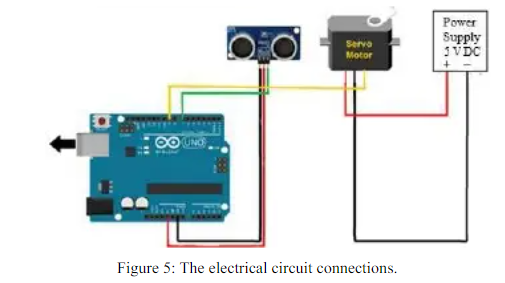 Power
Supply
5 V DC
+ −
Servo
Motor
UNO
Figure 5: The electrical circuit connections.